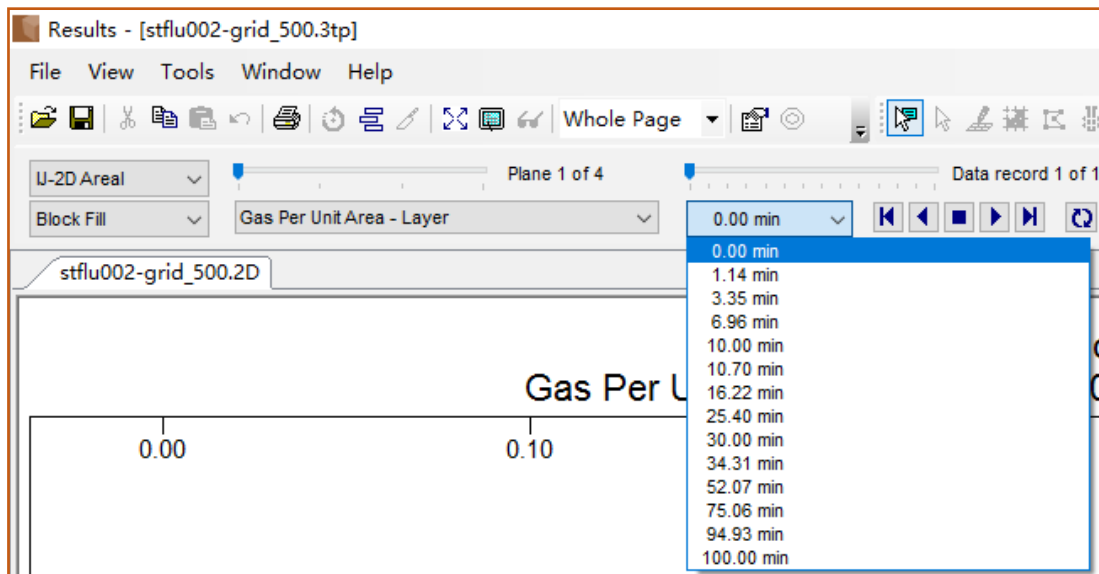 Results - [stflu002-grid_500.3tp]
File View Tools Window Help
Whole Page
IJ-2D Areal
Plane 1 of 4
Data record 1 of 1
Block Fill
Gas Per Unit Area - Layer
0.00 min
stflu002-grid_500.2D
0.00 min
1.14 min
3.35 min
6.96 min
10.00 min
10.70 min
16.22 min
25.40 min
30.00 min
34.31 min
52.07 min
75.06 min
94.93 min
100.00 min
Gas Per U
0.00
0.10